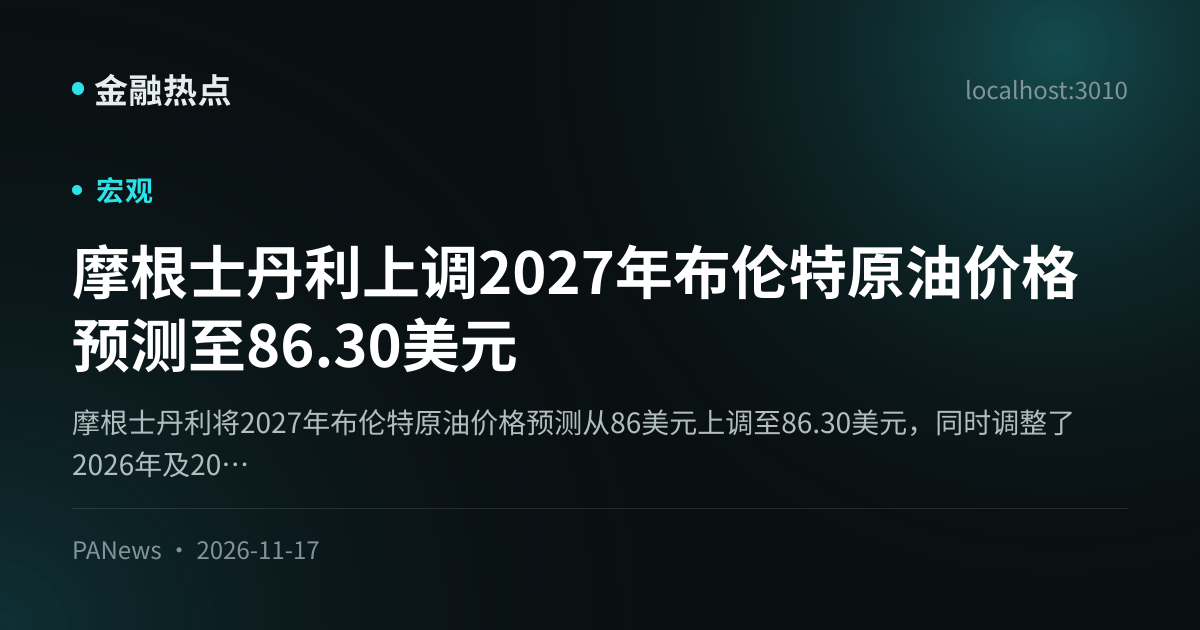 金融热点
localhost:3010
宏观
摩根士丹利上调2027年布伦特原油价格
预测至86.30美元
摩根士丹利将2027年布伦特原油价格预测从86美元上调至86.30美元，同时调整了
2026年及20…
PANews · 2026-11-17